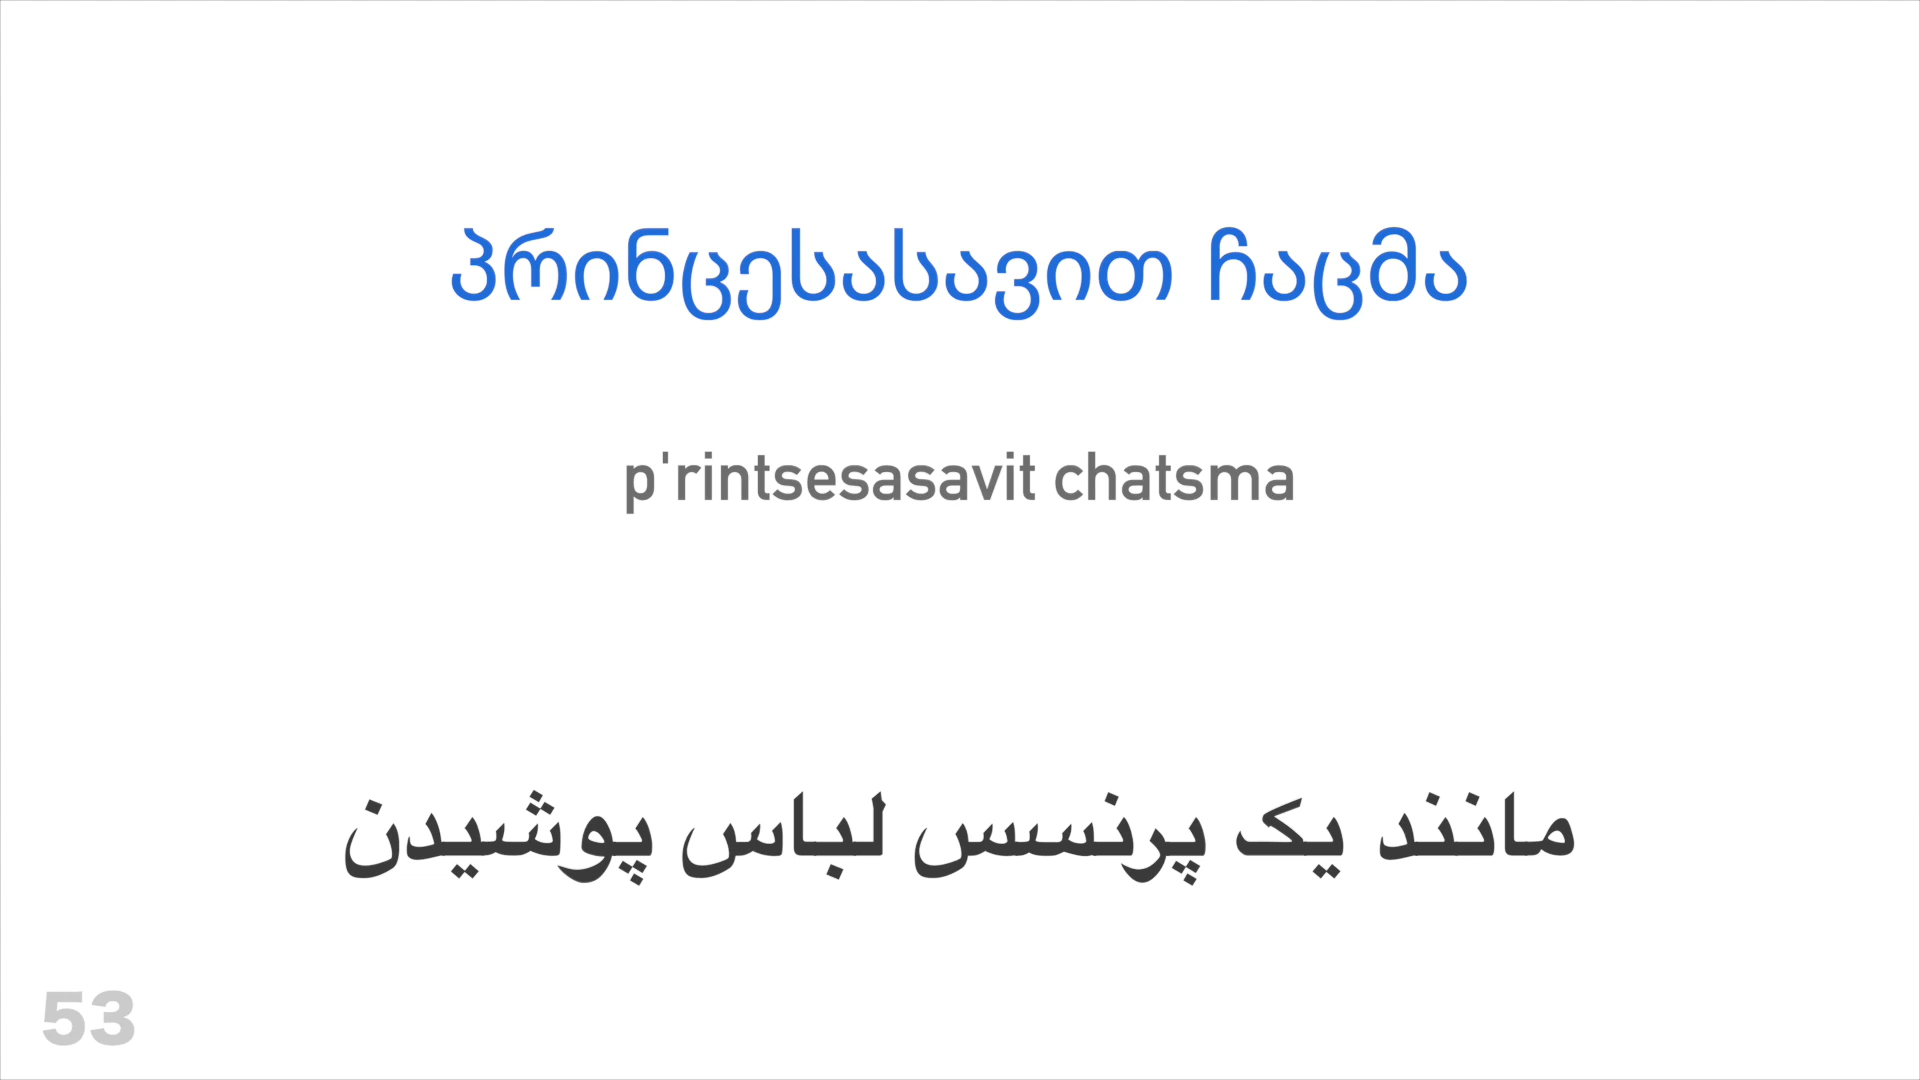 პრინცესასავით ჩაცმა
p'rintsesasavit chatsma
مانند یک پرنسس لباس پوشیدن
53